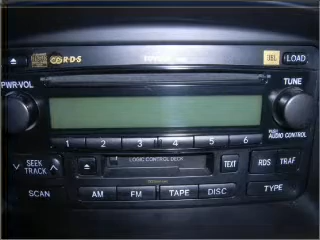 R·D·S JBL LOAD
PWR·VOL TUNE
1 2 3 4 5 6
PUSH
AUDIO CONTROL
SEEK
TRACK
LOGIC CONTROL DECK
TEXT RDS TRAF
SCAN AM FM TAPE DISC TYPE